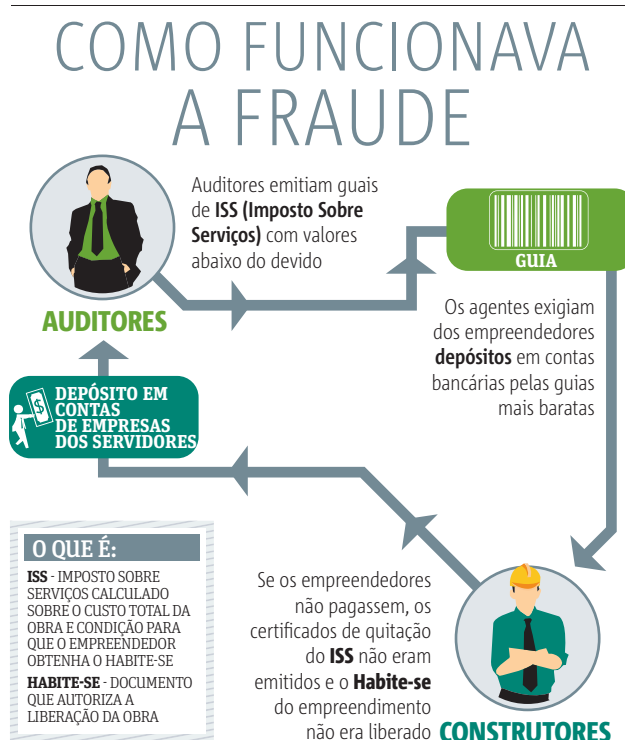 COMO FUNCIONAVA
A FRAUDE
Auditores emitiam guais
de ISS (Imposto Sobre
Serviços) com valores
abaixo do devido
GUIA
AUDITORES
Os agentes exigiam
dos empreendedores
depósitos em contas
bancárias pelas guias
mais baratas
$
DEPÓSITO EM
CONTAS
DE EMPRESAS
DOS SERVIDORES
O QUE É:
ISS - IMPOSTO SOBRE
SERVIÇOS CALCULADO
SOBRE O CUSTO TOTAL DA
OBRA E CONDIÇÃO PARA
QUE O EMPREENDEDOR
OBTENHA O HABITE-SE
HABITE-SE - DOCUMENTO
QUE AUTORIZA A
LIBERAÇÃO DA OBRA
Se os empreendedores
não pagassem, os
certificados de quitação
do ISS não eram
emitidos e o Habite-se
do empreendimento
não era liberado
CONSTRUTORES